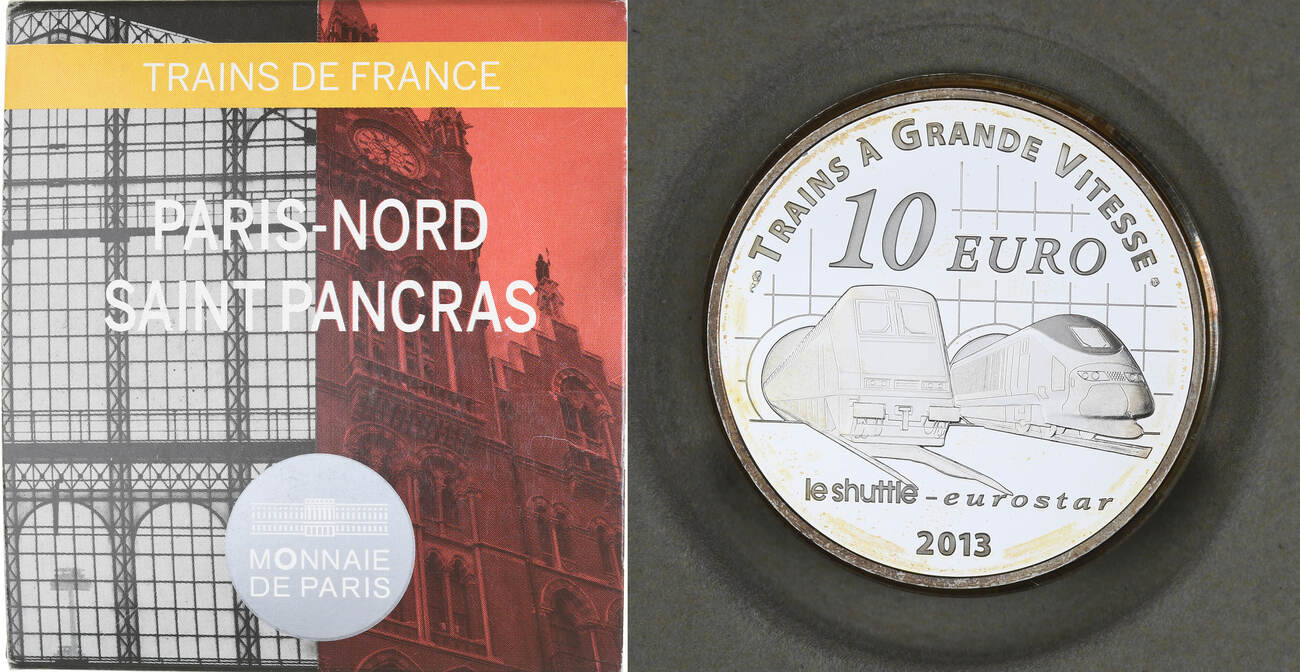 TRAINS DE FRANCE
PARIS-NORD
SAINT PANCRAS
MONNAIE
DE PARIS
TRAINS À GRANDE VITESSE
10 EURO
le shuttle - eurostar
2013